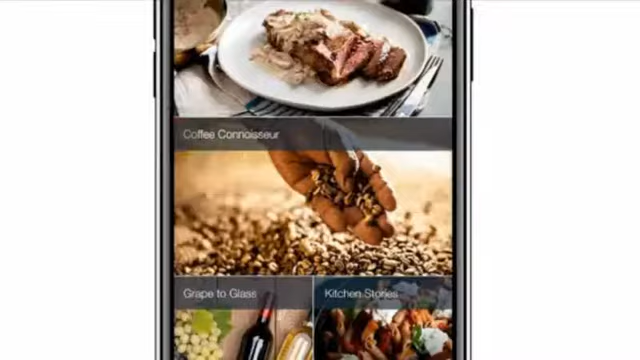 Coffee Connoisseur
Grape to Glass
Kitchen Stories